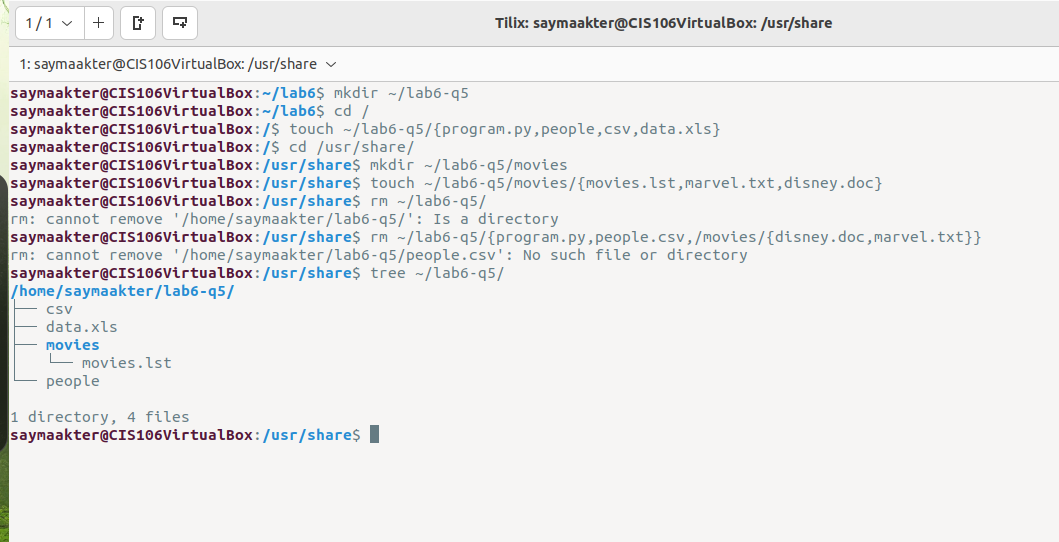 1 / 1
Tilix: saymaakter@CIS106VirtualBox: /usr/share
1: saymaakter@CIS106VirtualBox: /usr/share
saymaakter@CIS106VirtualBox:~/lab6$ mkdir ~/lab6-q5
saymaakter@CIS106VirtualBox:~/lab6$ cd /
saymaakter@CIS106VirtualBox:/$ touch ~/lab6-q5/{program.py,people,csv,data.xls}
saymaakter@CIS106VirtualBox:/$ cd /usr/share/
saymaakter@CIS106VirtualBox:/usr/share$ mkdir ~/lab6-q5/movies
saymaakter@CIS106VirtualBox:/usr/share$ touch ~/lab6-q5/movies/{movies.lst,marvel.txt,disney.doc}
saymaakter@CIS106VirtualBox:/usr/share$ rm ~/lab6-q5/
rm: cannot remove '/home/saymaakter/lab6-q5/': Is a directory
saymaakter@CIS106VirtualBox:/usr/share$ rm ~/lab6-q5/{program.py,people.csv,/movies/{disney.doc,marvel.txt}}
rm: cannot remove '/home/saymaakter/lab6-q5/people.csv': No such file or directory
saymaakter@CIS106VirtualBox:/usr/share$ tree ~/lab6-q5/
/home/saymaakter/lab6-q5/
├── csv
├── data.xls
├── movies
│   └── movies.lst
└── people
1 directory, 4 files
saymaakter@CIS106VirtualBox:/usr/share$